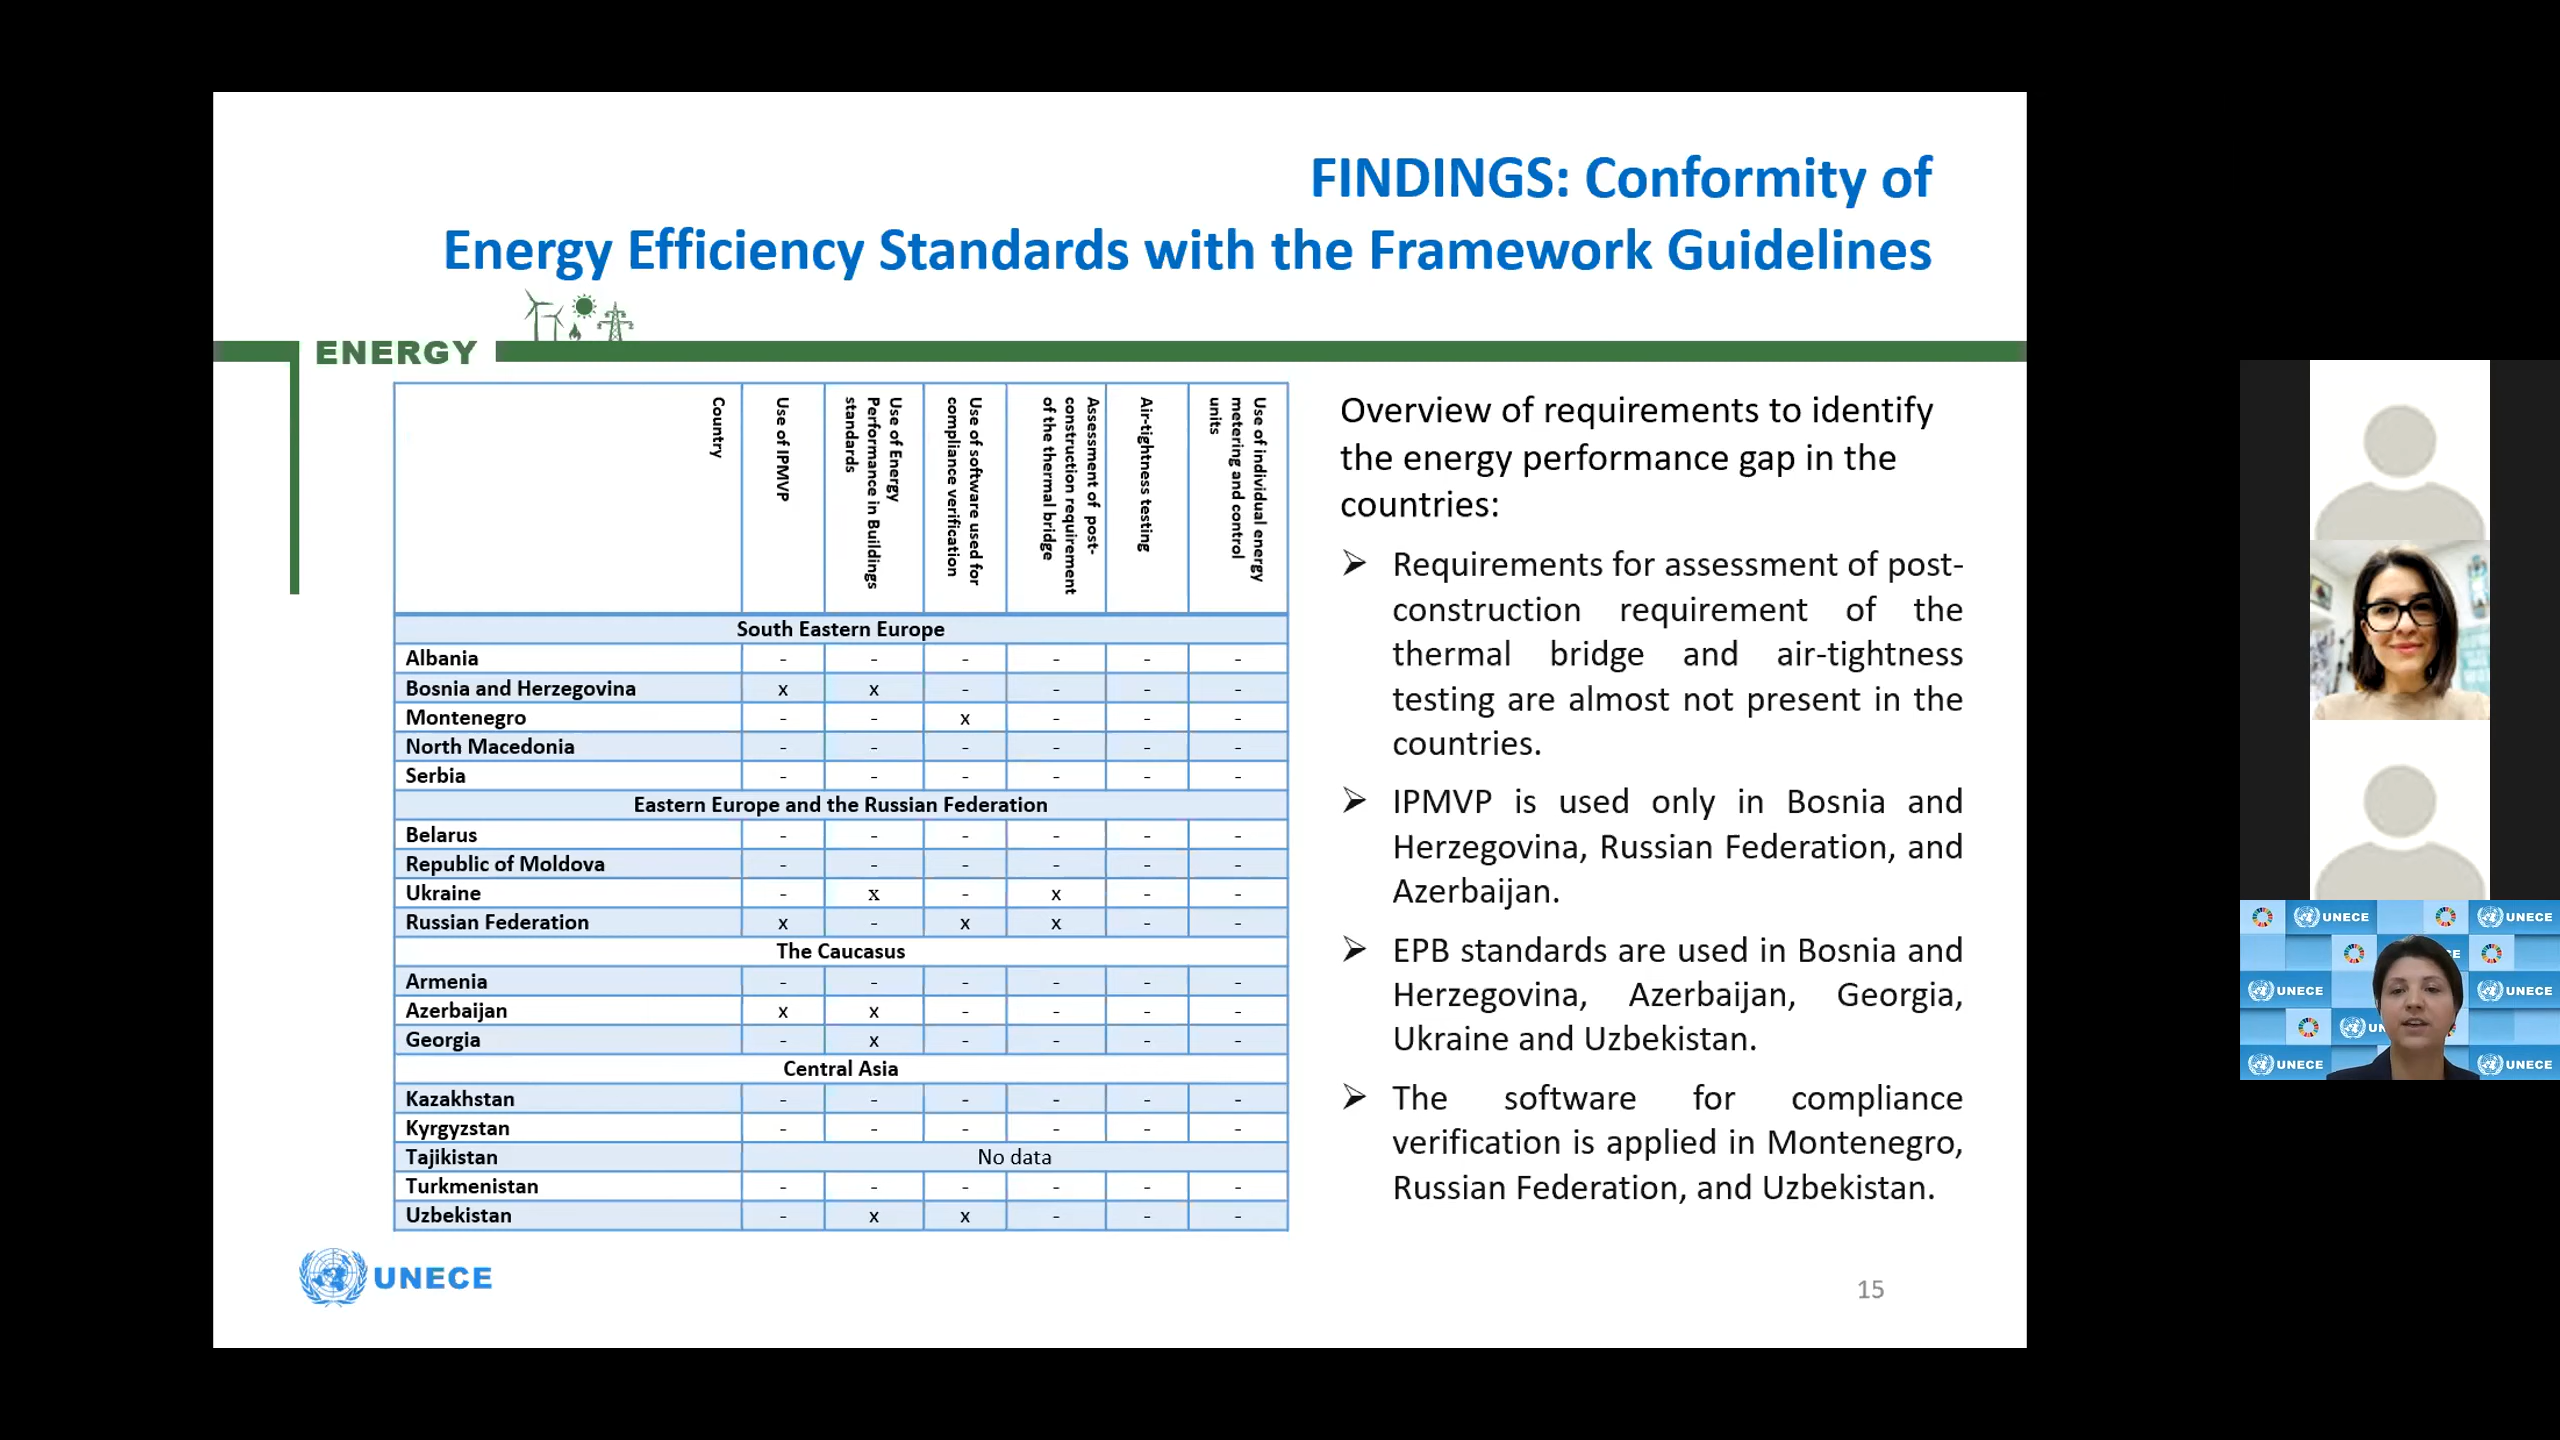 FINDINGS: Conformity of
Energy Efficiency Standards with the Framework Guidelines
ENERGY
Country
Use of IPMVP
Use of Energy
Performance in Buildings
standards
Use of software used for
compliance verification
Assessment of post-
construction requirement
of the thermal bridge
Air-tightness testing
Use of individual energy
metering and control
units
South Eastern Europe
Albania - - - - - -
Bosnia and Herzegovina x x - - - -
Montenegro - - x - - -
North Macedonia - - - - - -
Serbia - - - - - -
Eastern Europe and the Russian Federation
Belarus - - - - - -
Republic of Moldova - - - - - -
Ukraine - x - x - -
Russian Federation x - x x - -
The Caucasus
Armenia - - - - - -
Azerbaijan x x - - - -
Georgia - x - - - -
Central Asia
Kazakhstan - - - - - -
Kyrgyzstan - - - - - -
Tajikistan No data
Turkmenistan - - - - - -
Uzbekistan - x x - - -
Overview of requirements to identify
the energy performance gap in the
countries:
Requirements for assessment of post-
construction requirement of the
thermal bridge and air-tightness
testing are almost not present in the
countries.
IPMVP is used only in Bosnia and
Herzegovina, Russian Federation, and
Azerbaijan.
EPB standards are used in Bosnia and
Herzegovina, Azerbaijan, Georgia,
Ukraine and Uzbekistan.
The software for compliance
verification is applied in Montenegro,
Russian Federation, and Uzbekistan.
UNECE
15
UNECE UNECE
UNECE UNECE
UNECE UNECE